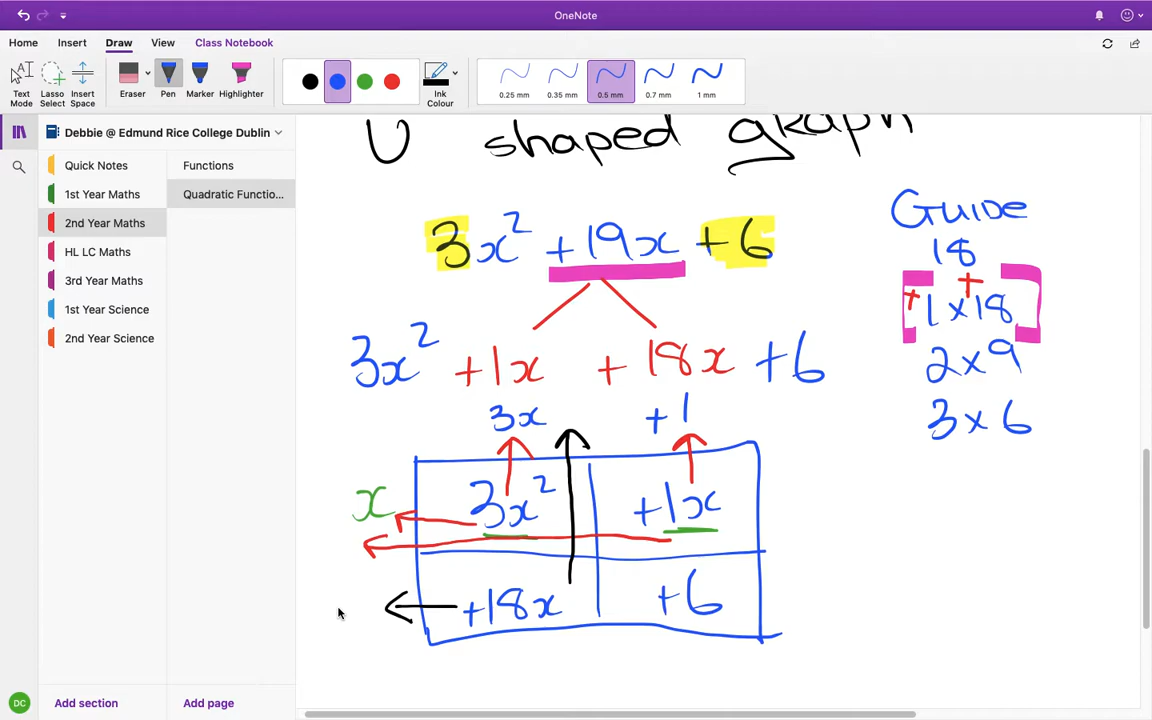 OneNote
Home Insert Draw View Class Notebook
Text Mode
Lasso Select
Insert Space
Eraser
Pen
Marker
Highlighter
Ink Colour
0.25 mm 0.35 mm 0.5 mm 0.7 mm 1 mm
Debbie @ Edmund Rice College Dublin
Quick Notes
1st Year Maths
2nd Year Maths
HL LC Maths
3rd Year Maths
1st Year Science
2nd Year Science
Functions
Quadratic Functio...
DC
Add section
Add page
U shaped graph
3x² +19x +6
3x² +1x +18x +6
3x +1
x 3x² +1x
+18x +6
Guide
18
+1 x +18
2 x 9
3 x 6